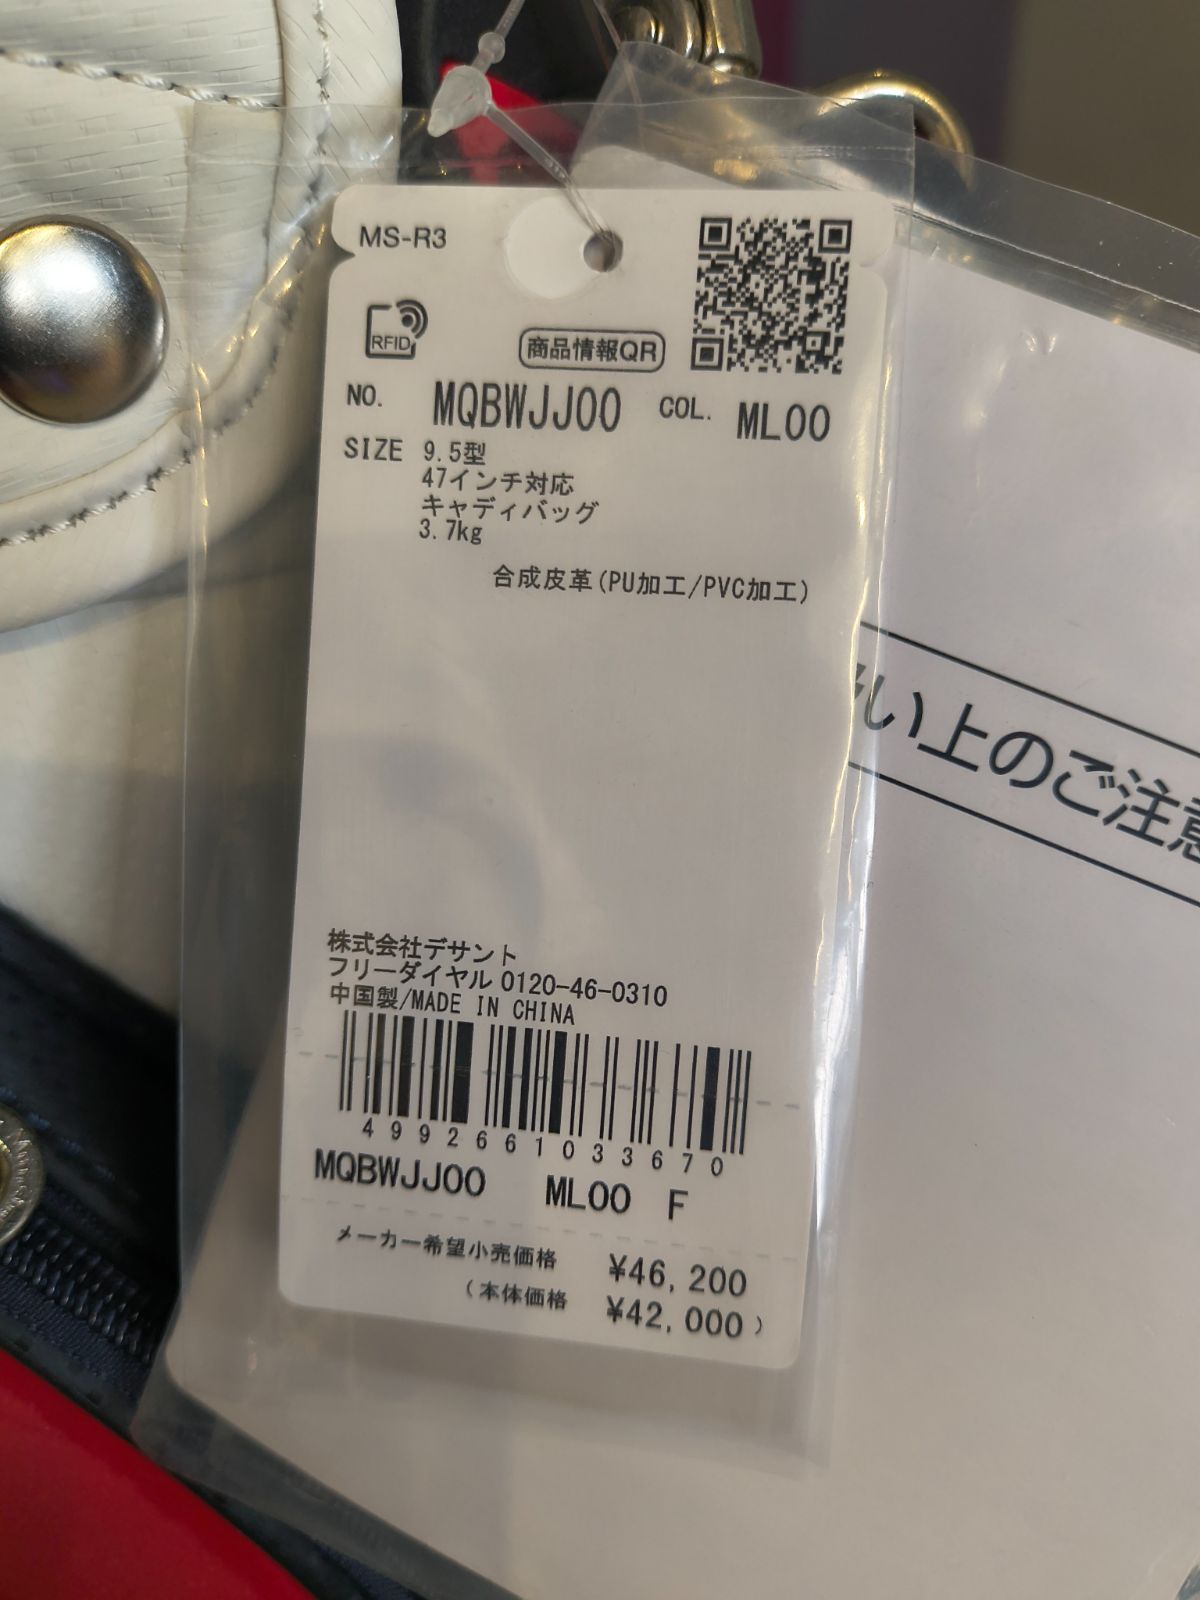 MS-R3
RFID
商品情報QR
NO. MQBWJJ00 COL. ML00
SIZE 9.5型
47インチ対応
キャディバッグ
3.7kg
合成皮革(PU加工/PVC加工)
い上のご注意
株式会社デサント
フリーダイヤル 0120-46-0310
中国製/MADE IN CHINA
4992661033670
MQBWJJ00 ML00 F
メーカー希望小売価格 ¥46,200
(本体価格 ¥42,000)